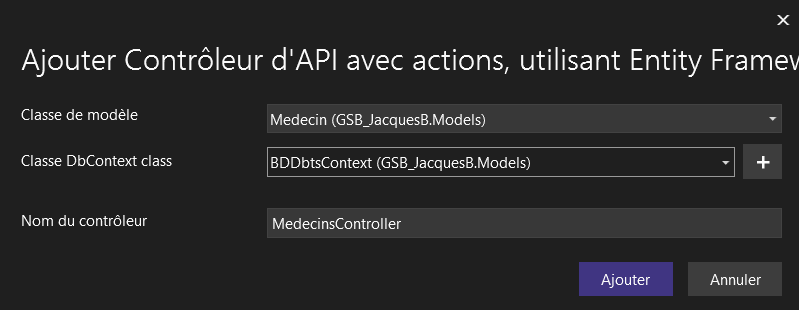 Ajouter Contrôleur d'API avec actions, utilisant Entity Framew
Classe de modèle
Medecin (GSB_JacquesB.Models)
Classe DbContext class
BDDbtsContext (GSB_JacquesB.Models)
Nom du contrôleur
MedecinsController
Ajouter
Annuler